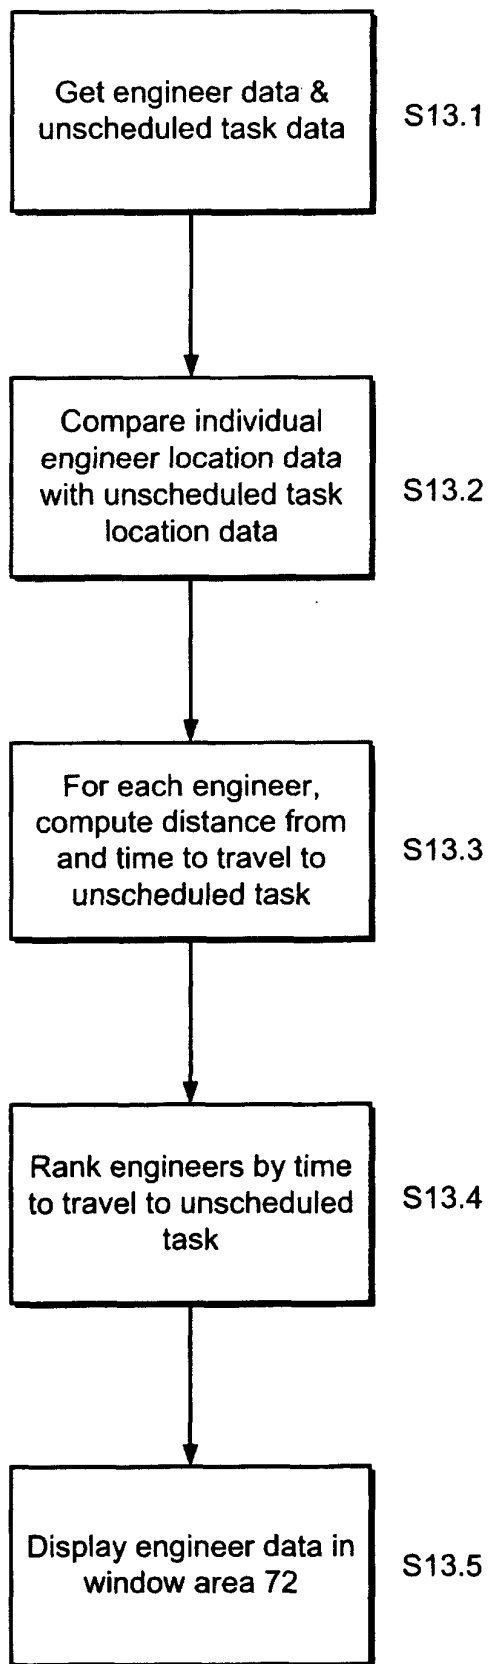 Get engineer data &
unscheduled task data
S13.1
Compare individual
engineer location data
with unscheduled task
location data
S13.2
For each engineer,
compute distance from
and time to travel to
unscheduled task
S13.3
Rank engineers by time
to travel to unscheduled
task
S13.4
Display engineer data in
window area 72
S13.5